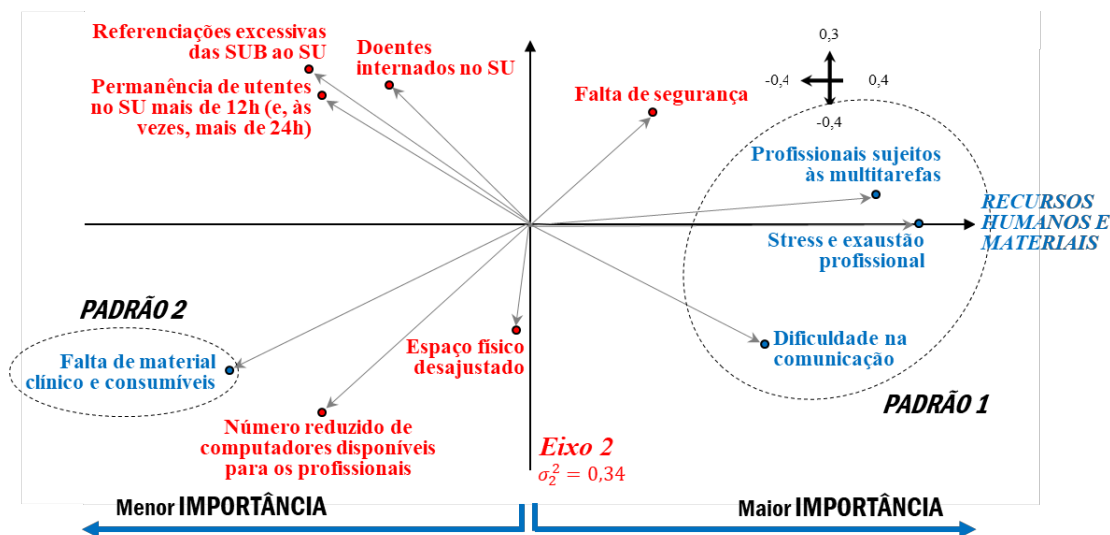 Referenciações excessivas
das SUB ao SU
Doentes
internados no SU
Permanência de utentes
no SU mais de 12h (e, às
vezes, mais de 24h)
Falta de segurança
0,3
-0,4
0,4
-0,4
Profissionais sujeitos
às multitarefas
RECURSOS
HUMANOS E
MATERIAIS
Stress e exaustão
profissional
PADRÃO 2
Falta de material
clínico e consumíveis
Espaço físico
desajustado
Dificuldade na
comunicação
PADRÃO 1
Número reduzido de
computadores disponíveis
para os profissionais
Eixo 2
σ₂² = 0,34
Menor IMPORTÂNCIA
Maior IMPORTÂNCIA